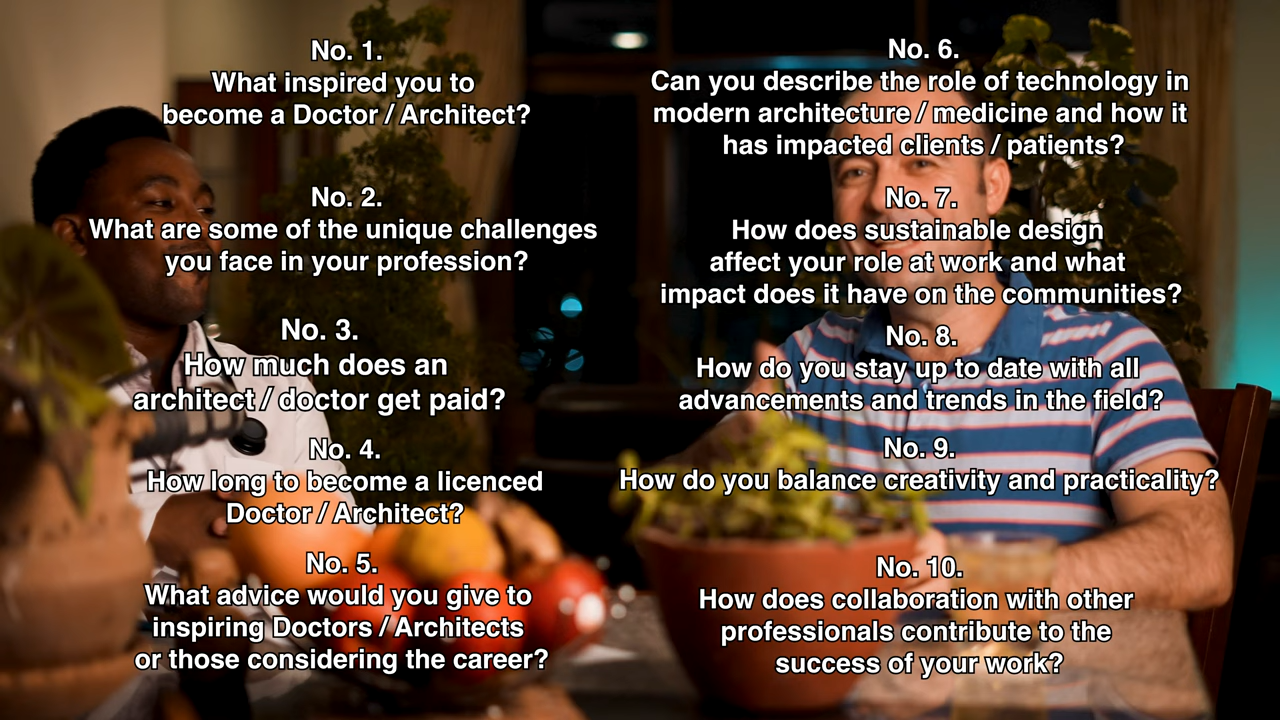 No. 1.
What inspired you to
become a Doctor / Architect?
No. 2.
What are some of the unique challenges
you face in your profession?
No. 3.
How much does an
architect / doctor get paid?
No. 4.
How long to become a licenced
Doctor / Architect?
No. 5.
What advice would you give to
inspiring Doctors / Architects
or those considering the career?
No. 6.
Can you describe the role of technology in
modern architecture / medicine and how it
has impacted clients / patients?
No. 7.
How does sustainable design
affect your role at work and what
impact does it have on the communities?
No. 8.
How do you stay up to date with all
advancements and trends in the field?
No. 9.
How do you balance creativity and practicality?
No. 10.
How does collaboration with other
professionals contribute to the
success of your work?